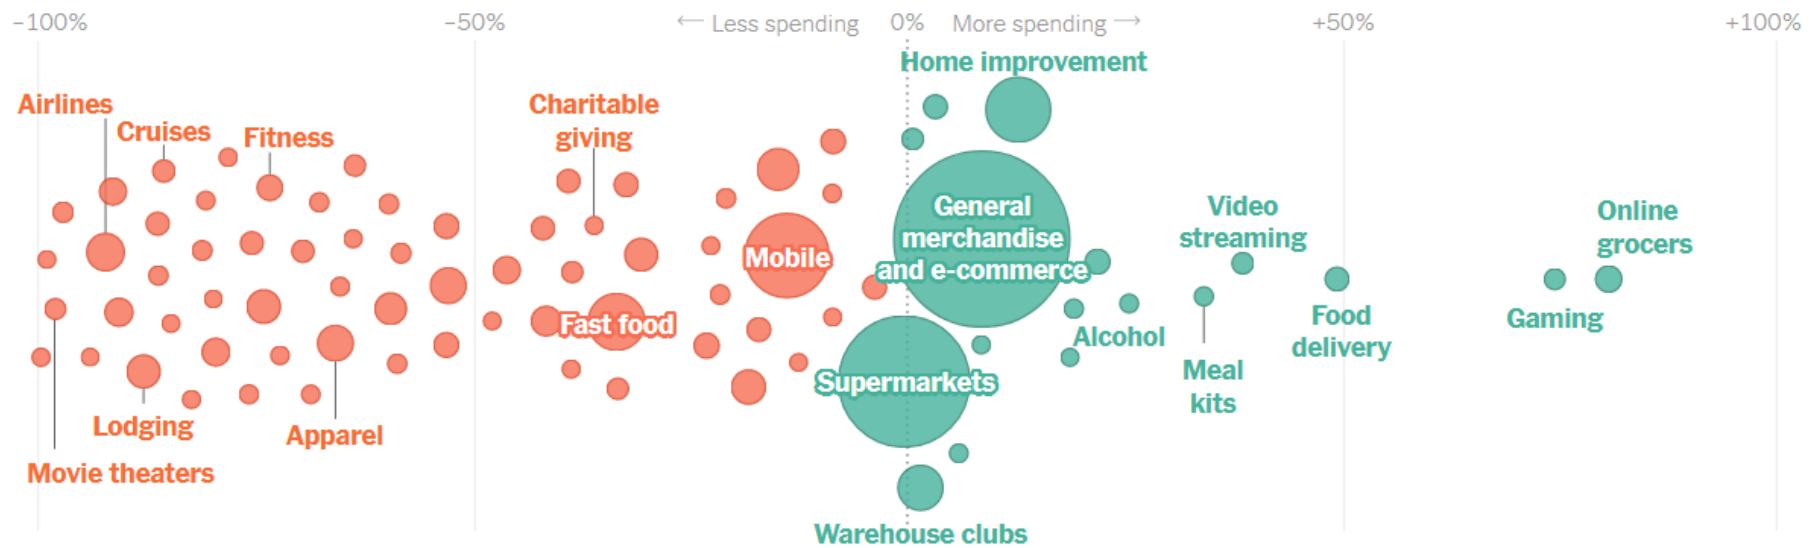 −100%
−50%
← Less spending
0%
More spending →
+50%
+100%
Home improvement
Airlines
Cruises
Fitness
Charitable
giving
General
merchandise
and e-commerce
Mobile
Video
streaming
Online
grocers
Fast food
Alcohol
Food
delivery
Gaming
Supermarkets
Meal
kits
Lodging
Apparel
Movie theaters
Warehouse clubs